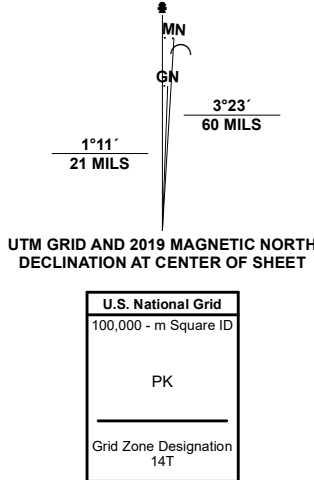 MN
GN
3°23´
60 MILS
1°11´
21 MILS
UTM GRID AND 2019 MAGNETIC NORTH
DECLINATION AT CENTER OF SHEET
U.S. National Grid
100,000 - m Square ID
PK
Grid Zone Designation
14T